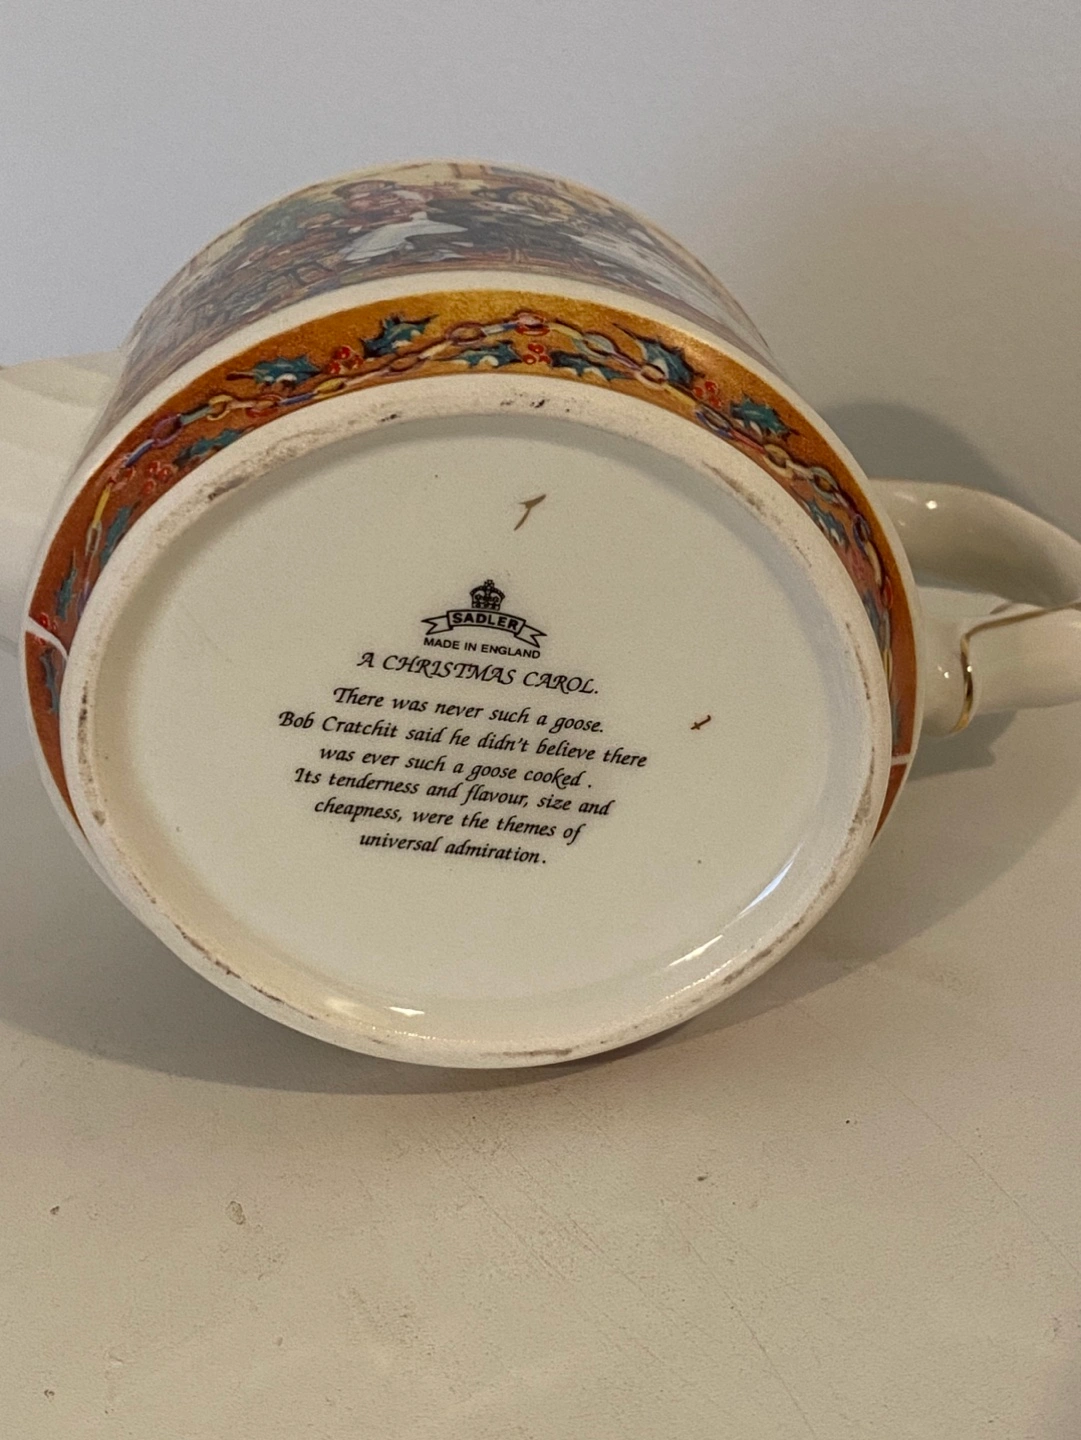 SADLER
MADE IN ENGLAND
A CHRISTMAS CAROL.
There was never such a goose.
Bob Cratchit said he didn't believe there
was ever such a goose cooked .
Its tenderness and flavour, size and
cheapness, were the themes of
universal admiration.